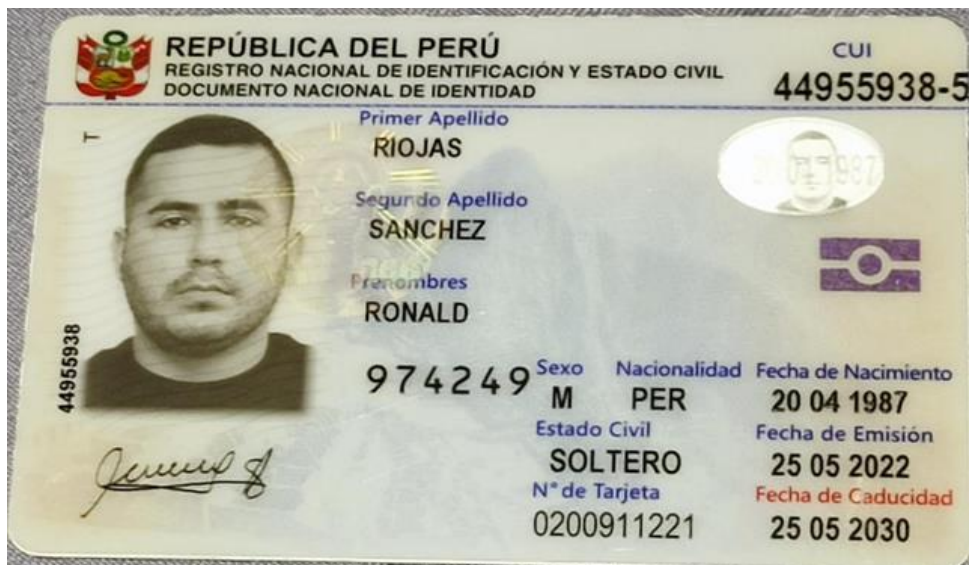 REPÚBLICA DEL PERÚ
REGISTRO NACIONAL DE IDENTIFICACIÓN Y ESTADO CIVIL
DOCUMENTO NACIONAL DE IDENTIDAD
CUI
44955938-5
T
44955938
Primer Apellido
RIOJAS
Segundo Apellido
SANCHEZ
Prenombres
RONALD
974249
Sexo Nacionalidad Fecha de Nacimiento
M PER 20 04 1987
Estado Civil Fecha de Emisión
SOLTERO 25 05 2022
N° de Tarjeta Fecha de Caducidad
0200911221 25 05 2030